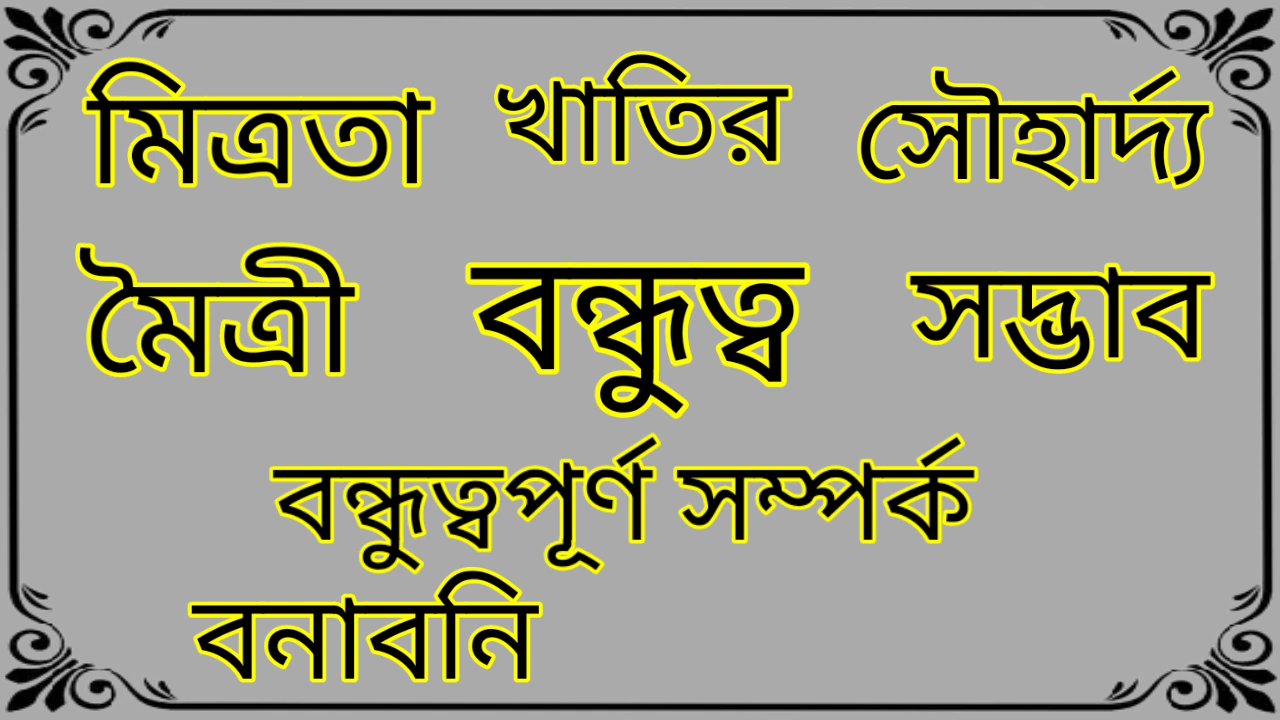 মিত্রতা খাতির সৌহার্দ্য
মৈত্রী বন্ধুত্ব সদ্ভাব
বন্ধুত্বপূর্ণ সম্পর্ক
বনাবনি